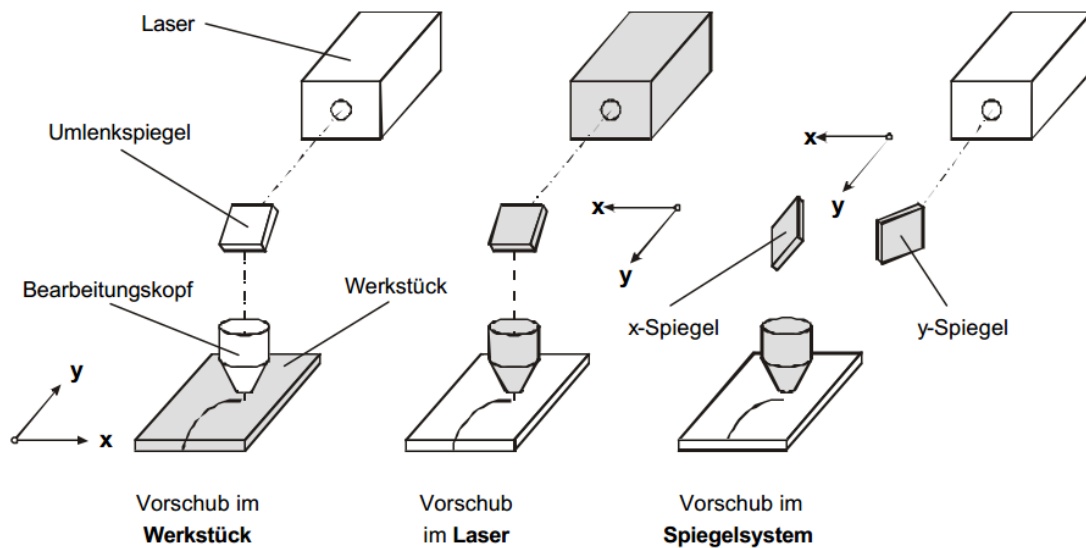 Laser
Umlenkspiegel
Bearbeitungskopf
Werkstück
y
x
x
y
x
y
x-Spiegel
y-Spiegel
Vorschub im
Werkstück
Vorschub
im Laser
Vorschub im
Spiegelsystem